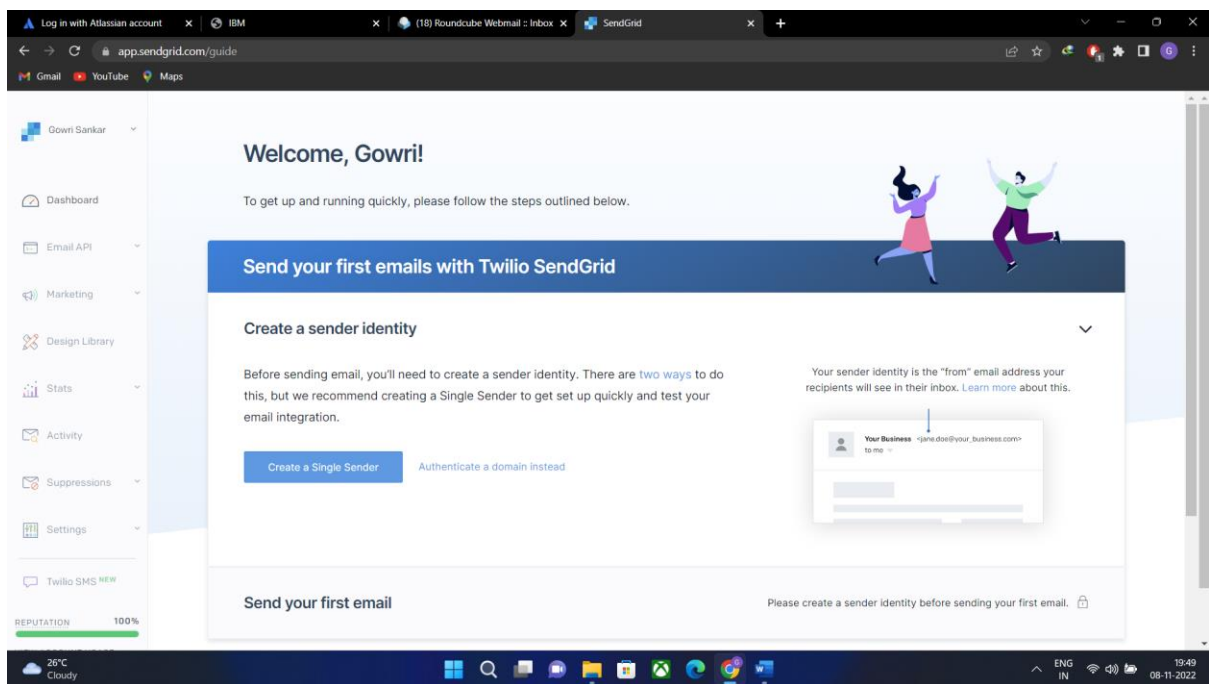 Log in with Atlassian account
IBM
(18) Roundcube Webmail :: Inbox
SendGrid
app.sendgrid.com/guide
G
Gmail
YouTube
Maps
Gowri Sankar
Dashboard
Email API
Marketing
Design Library
Stats
Activity
Suppressions
Settings
Twilio SMS NEW
REPUTATION 100%
Welcome, Gowri!
To get up and running quickly, please follow the steps outlined below.
Send your first emails with Twilio SendGrid
Create a sender identity
Before sending email, you'll need to create a sender identity. There are two ways to do
this, but we recommend creating a Single Sender to get set up quickly and test your
email integration.
Create a Single Sender
Authenticate a domain instead
Your sender identity is the "from" email address your
recipients will see in their inbox. Learn more about this.
Your Business <jane.doe@your_business.com>
to me
Send your first email
Please create a sender identity before sending your first email.
26°C
Cloudy
ENG
IN
19:49
08-11-2022